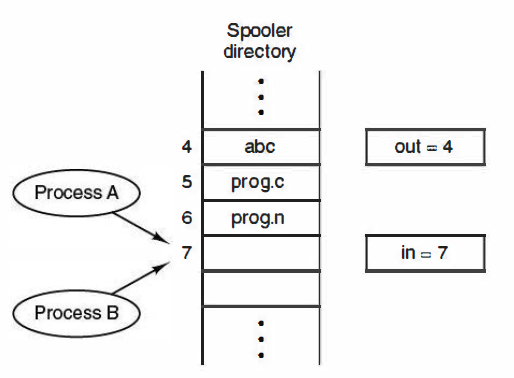 Spooler
directory
4 abc out = 4
5 prog.c
Process A
6 prog.n
7 in = 7
Process B